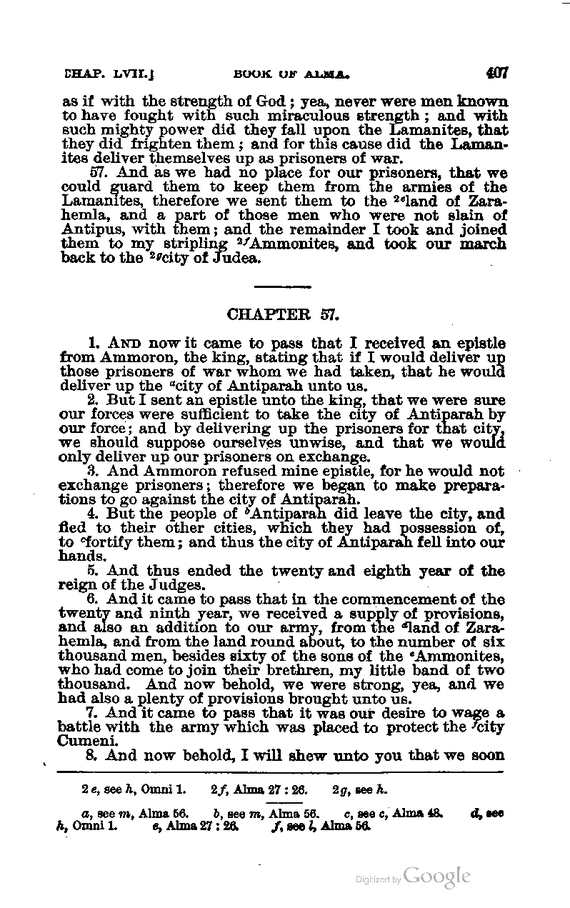 CHAP. LVII.]
BOOK OF ALMA.
407
as if with the strength of God; yea, never were men known
to have fought with such miraculous strength; and with
such mighty power did they fall upon the Lamanites, that
they did frighten them; and for this cause did the Laman-
ites deliver themselves up as prisoners of war.
57. And as we had no place for our prisoners, that we
could guard them to keep them from the armies of the
Lamanites, therefore we sent them to the 2eland of Zara-
hemla, and a part of those men who were not slain of
Antipus, with them; and the remainder I took and joined
them to my stripling 2fAmmonites, and took our march
back to the 2gcity of Judea.
CHAPTER 57.
1. AND now it came to pass that I received an epistle
from Ammoron, the king, stating that if I would deliver up
those prisoners of war whom we had taken, that he would
deliver up the acity of Antiparah unto us.
2. But I sent an epistle unto the king, that we were sure
our forces were sufficient to take the city of Antiparah by
our force; and by delivering up the prisoners for that city,
we should suppose ourselves unwise, and that we would
only deliver up our prisoners on exchange.
3. And Ammoron refused mine epistle, for he would not
exchange prisoners; therefore we began to make prepara-
tions to go against the city of Antiparah.
4. But the people of bAntiparah did leave the city, and
fled to their other cities, which they had possession of,
to cfortify them; and thus the city of Antiparah fell into our
hands.
5. And thus ended the twenty and eighth year of the
reign of the Judges.
6. And it came to pass that in the commencement of the
twenty and ninth year, we received a supply of provisions,
and also an addition to our army, from the dland of Zara-
hemla, and from the land round about, to the number of six
thousand men, besides sixty of the sons of the eAmmonites,
who had come to join their brethren, my little band of two
thousand. And now behold, we were strong, yea, and we
had also a plenty of provisions brought unto us.
7. And it came to pass that it was our desire to wage a
battle with the army which was placed to protect the fcity
Cumeni.
8. And now behold, I will shew unto you that we soon
2e, see h, Omni 1. 2f, Alma 27 : 26. 2g, see h.
a, see m, Alma 56. b, see m, Alma 56. c, see c, Alma 48. d, see
h, Omni 1. e, Alma 27 : 26. f, see l, Alma 56.
Digitized by Google